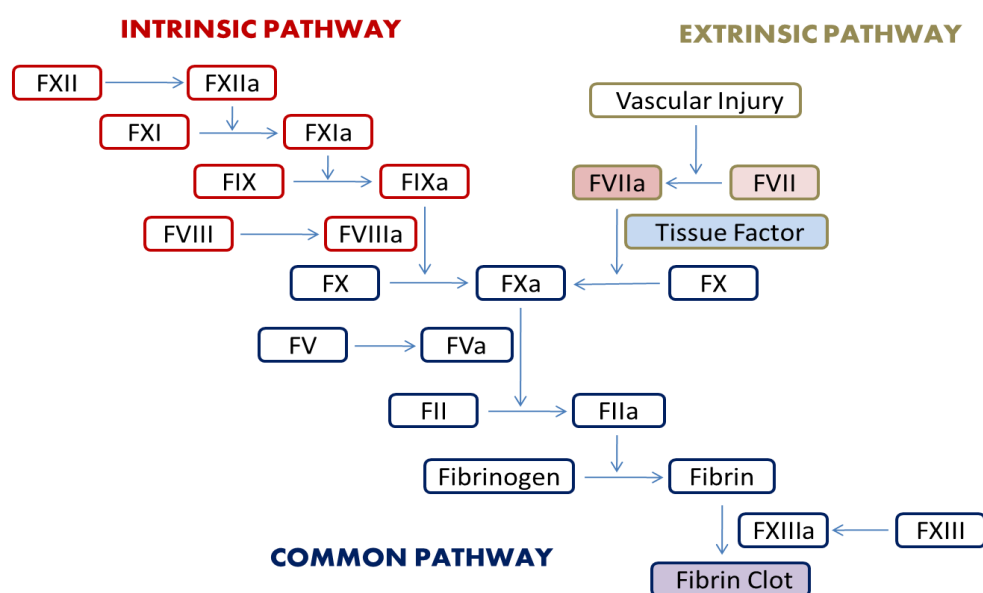 INTRINSIC PATHWAY
EXTRINSIC PATHWAY
FXII
FXIIa
Vascular Injury
FXI
FXIa
FIX
FIXa
FVIIa
FVII
FVIII
FVIIIa
Tissue Factor
FX
FXa
FX
FV
FVa
FII
FIIa
Fibrinogen
Fibrin
FXIIIa
FXIII
COMMON PATHWAY
Fibrin Clot